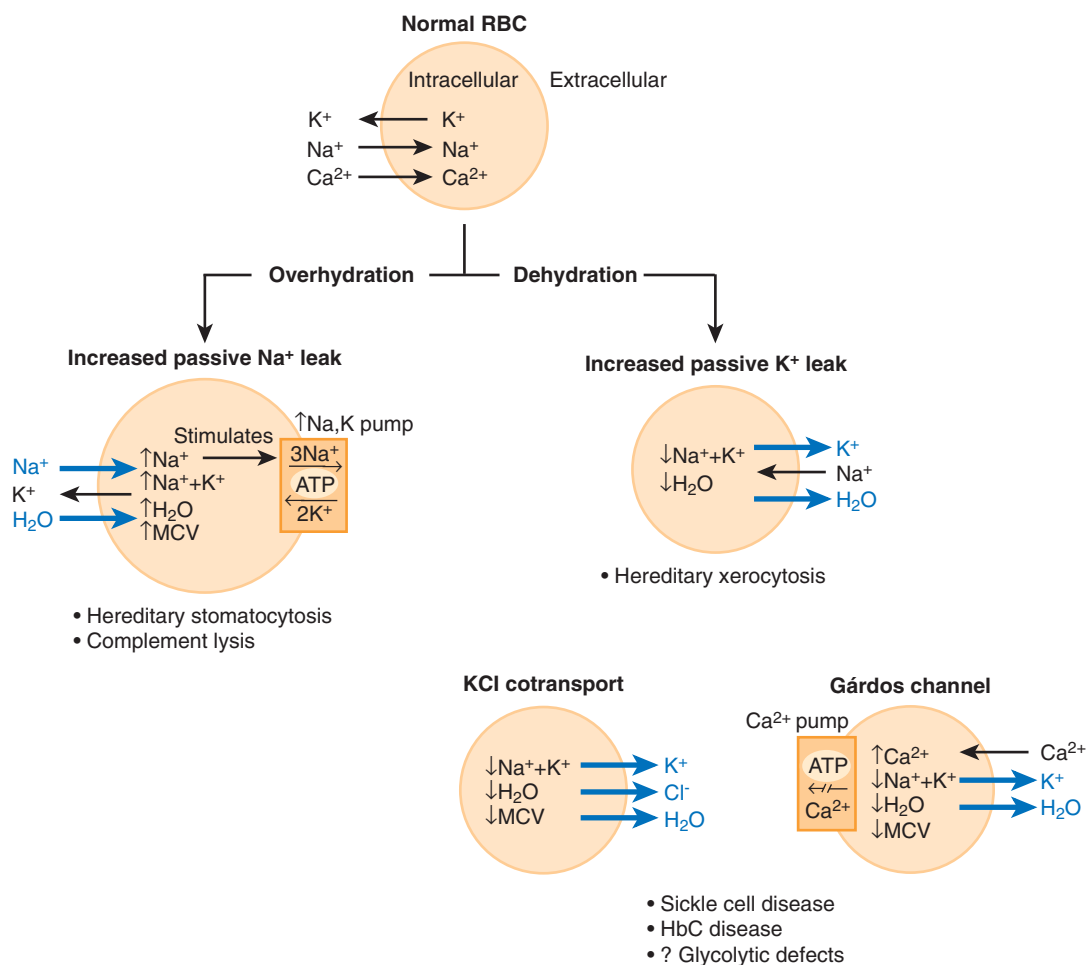 Normal RBC
Intracellular Extracellular
K⁺ K⁺
Na⁺ Na⁺
Ca²⁺ Ca²⁺
Overhydration Dehydration
Increased passive Na⁺ leak
↑Na,K pump
Stimulates
Na⁺ ↑Na⁺ 3Na⁺
K⁺ ↑Na⁺+K⁺ ATP
H₂O ↑H₂O 2K⁺
↑MCV
• Hereditary stomatocytosis
• Complement lysis
Increased passive K⁺ leak
↓Na⁺+K⁺ K⁺
Na⁺
↓H₂O H₂O
• Hereditary xerocytosis
KCl cotransport
↓Na⁺+K⁺ K⁺
↓H₂O Cl⁻
↓MCV H₂O
Gárdos channel
Ca²⁺ pump
ATP ↑Ca²⁺ Ca²⁺
↓Na⁺+K⁺ K⁺
Ca²⁺ ↓H₂O H₂O
↓MCV
• Sickle cell disease
• HbC disease
• ? Glycolytic defects